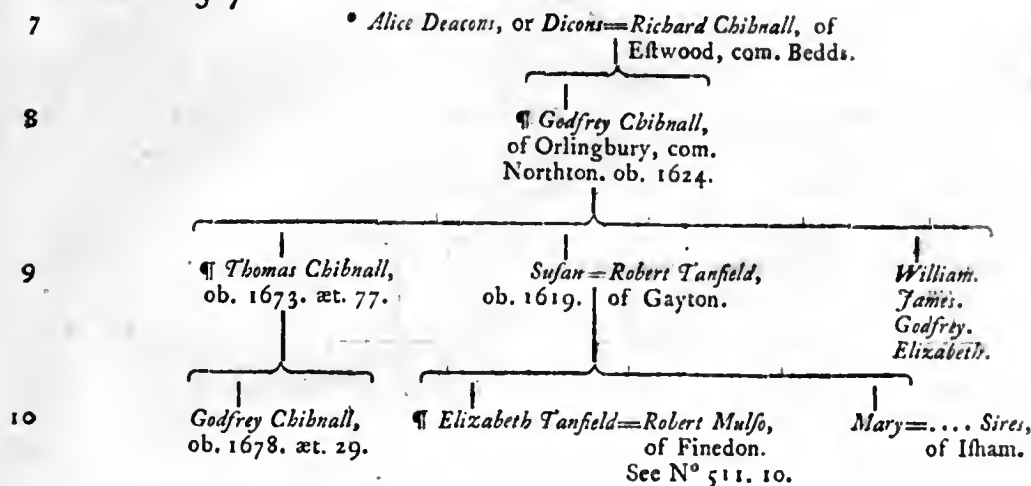 7 • Alice Deacons, or Dicons=Richard Chibnall, of
Eſtwood, com. Bedds.
8 ¶ Godfrey Chibnall,
of Orlingbury, com.
Northton. ob. 1624.
9 ¶ Thomas Chibnall,
ob. 1673. æt. 77.
Suſan=Robert Tanfield,
ob. 1619. of Gayton.
William.
James.
Godfrey.
Elizabeth.
10 Godfrey Chibnall,
ob. 1678. æt. 29.
¶ Elizabeth Tanfield=Robert Mulſo,
of Finedon.
See Nº 511. 10.
Mary=.... Sires,
of Iſham.